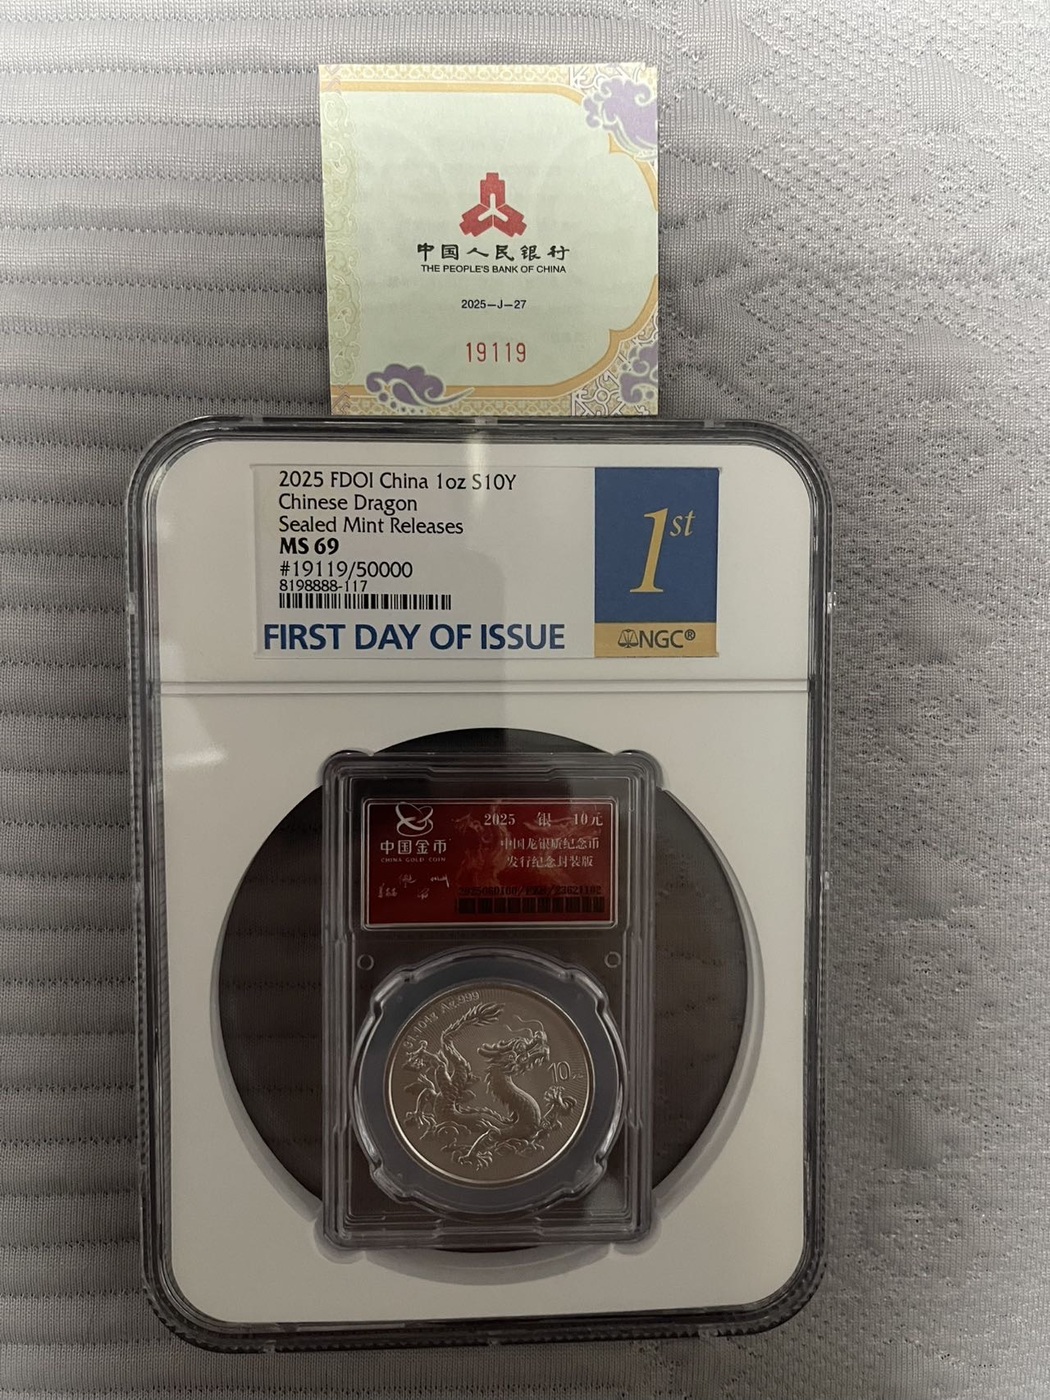 中国人民银行
THE PEOPLE'S BANK OF CHINA
2025-J-27
19119
2025 FDOI China 1oz S10Y
Chinese Dragon
Sealed Mint Releases
MS 69
#19119/50000
8198888-117
FIRST DAY OF ISSUE
1st
NGC®
中国金币
CHINA GOLD COIN
2025 银 10元
中国龙银质纪念币
发行纪念封装版
Ag.999
10元